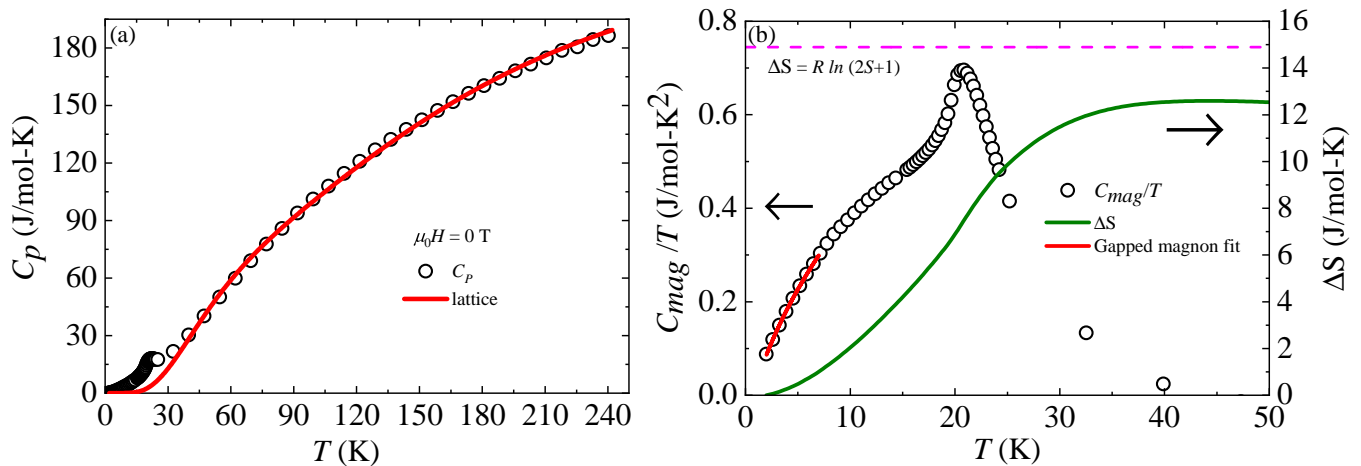 (a)
180
150
120
90
60
30
0
C_p (J/mol-K)
μ₀H = 0 T
C_P
lattice
0 30 60 90 120 150 180 210 240
T (K)
(b)
0.8
0.6
0.4
0.2
0.0
C_mag /T (J/mol-K²)
ΔS = R ln (2S+1)
C_mag/T
ΔS
Gapped magnon fit
16
14
12
10
8
6
4
2
0
ΔS (J/mol-K)
0 10 20 30 40 50
T (K)